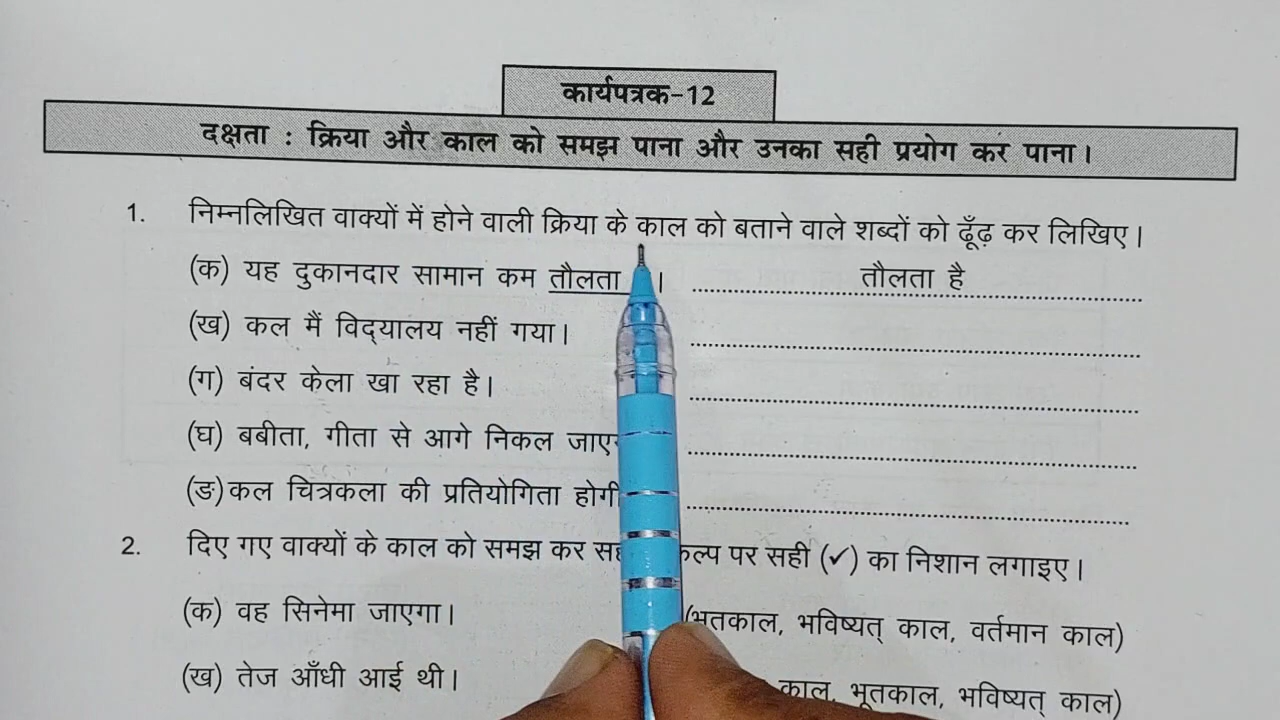 कार्यपत्रक-12
दक्षता : क्रिया और काल को समझ पाना और उनका सही प्रयोग कर पाना।
1. निम्नलिखित वाक्यों में होने वाली क्रिया के काल को बताने वाले शब्दों को ढूँढ़ कर लिखिए।
(क) यह दुकानदार सामान कम तौलता । तौलता है
(ख) कल मैं विद्यालय नहीं गया।
(ग) बंदर केला खा रहा है।
(घ) बबीता, गीता से आगे निकल
(ङ) कल चित्रकला की प्रतियोगिता होगी
2. दिए गए वाक्यों के काल को समझ कर पर सही (✓) का निशान लगाइए।
(क) वह सिनेमा जाएगा। (भूतकाल, भविष्यत् काल, वर्तमान काल)
(ख) तेज आँधी आई थी। काल, भूतकाल, भविष्यत् काल)